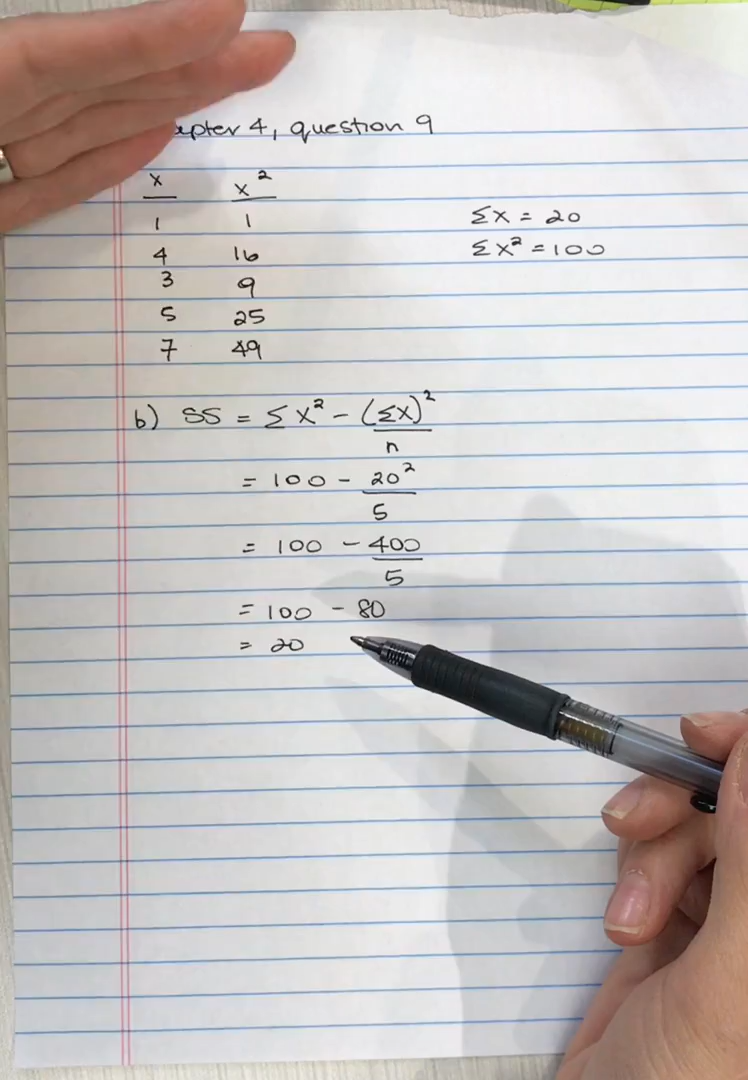 apter 4, question 9
x x²
1 1 Σx = 20
4 16 Σx² = 100
3 9
5 25
7 49
b) SS = Σx² - (Σx)²
n
= 100 - 20²
5
= 100 - 400
5
= 100 - 80
= 20